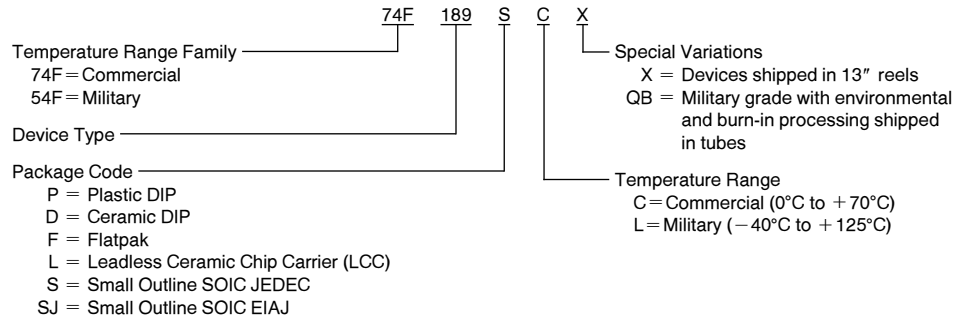 74F 189 S C X
Temperature Range Family
74F = Commercial
54F = Military
Device Type
Package Code
P = Plastic DIP
D = Ceramic DIP
F = Flatpak
L = Leadless Ceramic Chip Carrier (LCC)
S = Small Outline SOIC JEDEC
SJ = Small Outline SOIC EIAJ
Special Variations
X = Devices shipped in 13″ reels
QB = Military grade with environmental
and burn-in processing shipped
in tubes
Temperature Range
C = Commercial (0°C to +70°C)
L = Military (−40°C to +125°C)